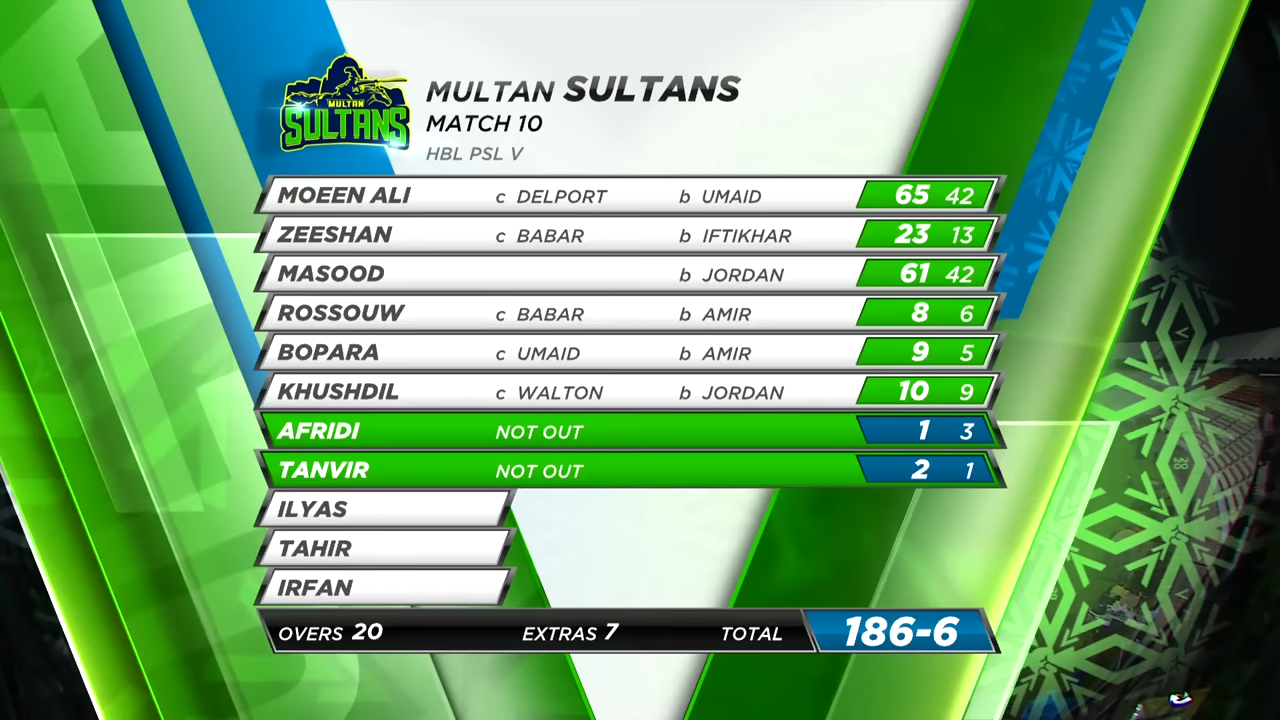 MULTAN
SULTANS
MULTAN SULTANS
MATCH 10
HBL PSL V
MOEEN ALI c DELPORT b UMAID 65 42
ZEESHAN c BABAR b IFTIKHAR 23 13
MASOOD b JORDAN 61 42
ROSSOUW c BABAR b AMIR 8 6
BOPARA c UMAID b AMIR 9 5
KHUSHDIL c WALTON b JORDAN 10 9
AFRIDI NOT OUT 1 3
TANVIR NOT OUT 2 1
ILYAS
TAHIR
IRFAN
OVERS 20 EXTRAS 7 TOTAL 186-6